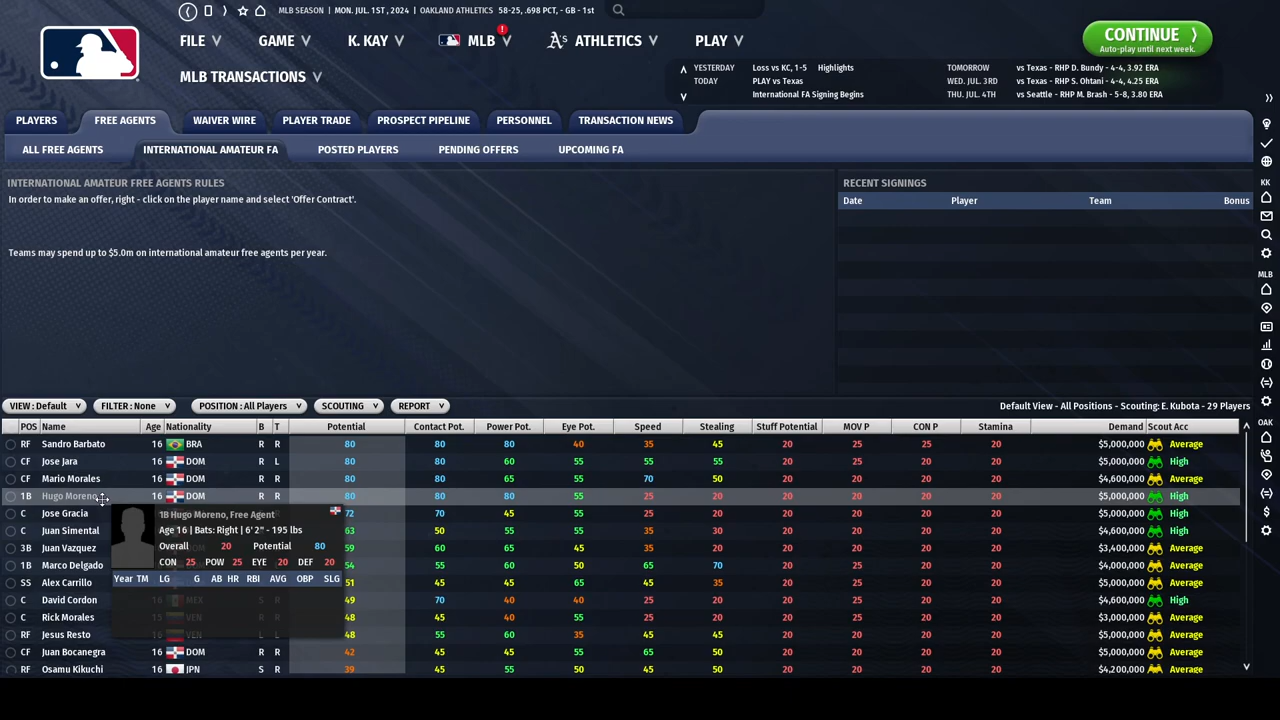 MLB SEASON | MON. JUL. 1ST, 2024 | OAKLAND ATHLETICS 58-25, .698 PCT, - GB - 1st
FILE GAME K. KAY MLB ! A's ATHLETICS PLAY
CONTINUE
Auto-play until next week.
MLB TRANSACTIONS
YESTERDAY Loss vs KC, 1-5 Highlights TOMORROW vs Texas - RHP D. Bundy - 4-4, 3.92 ERA
TODAY PLAY vs Texas WED. JUL. 3RD vs Texas - RHP S. Ohtani - 4-4, 4.25 ERA
International FA Signing Begins THU. JUL. 4TH vs Seattle - RHP M. Brash - 5-8, 3.80 ERA
PLAYERS FREE AGENTS WAIVER WIRE PLAYER TRADE PROSPECT PIPELINE PERSONNEL TRANSACTION NEWS
ALL FREE AGENTS INTERNATIONAL AMATEUR FA POSTED PLAYERS PENDING OFFERS UPCOMING FA
INTERNATIONAL AMATEUR FREE AGENTS RULES
In order to make an offer, right - click on the player name and select 'Offer Contract'.
Teams may spend up to $5.0m on international amateur free agents per year.
RECENT SIGNINGS
Date Player Team Bonus
KK
MLB
OAK
VIEW : Default FILTER : None POSITION : All Players SCOUTING REPORT Default View - All Positions - Scouting: E. Kubota - 29 Players
POS Name Age Nationality B T Potential Contact Pot. Power Pot. Eye Pot. Speed Stealing Stuff Potential MOV P CON P Stamina Demand Scout Acc
RF Sandro Barbato 16 BRA R R 80 80 80 40 35 45 20 25 25 20 $5,000,000 Average
CF Jose Jara 16 DOM R L 80 80 60 55 55 55 20 25 20 20 $5,000,000 High
CF Mario Morales 16 DOM R R 80 80 65 55 70 50 20 25 20 20 $4,600,000 Average
1B Hugo Moreno 16 DOM R R 80 80 80 55 25 20 20 25 20 20 $5,000,000 High
C Jose Gracia 72 70 45 55 25 20 20 25 20 20 $5,000,000 High
C Juan Simental 63 50 55 55 35 30 20 25 20 20 $4,600,000 High
3B Juan Vazquez 59 60 65 45 35 20 20 25 20 20 $3,400,000 Average
1B Marco Delgado 54 55 60 50 65 70 20 25 20 20 $5,000,000 Average
SS Alex Carrillo 51 45 45 45 65 35 20 25 20 20 $4,600,000 Average
C David Cordon MEX S R 49 70 40 40 25 20 20 25 20 20 $4,600,000 High
C Rick Morales 15 VEN R R 48 45 40 55 25 20 20 25 20 20 $3,000,000 Average
RF Jesus Resto 16 VEN L L 48 55 60 35 45 45 20 25 20 20 $5,000,000 Average
CF Juan Bocanegra 16 DOM R R 42 45 45 55 65 50 20 25 20 20 $5,000,000 Average
RF Osamu Kikuchi 16 JPN S R 39 45 55 50 45 50 20 25 20 20 $4,200,000 Average
1B Hugo Moreno, Free Agent
Age 16 | Bats: Right | 6' 2" - 195 lbs
Overall 20 Potential 80
CON 25 POW 25 EYE 20 DEF 20
Year TM LG G AB HR RBI AVG OBP SLG